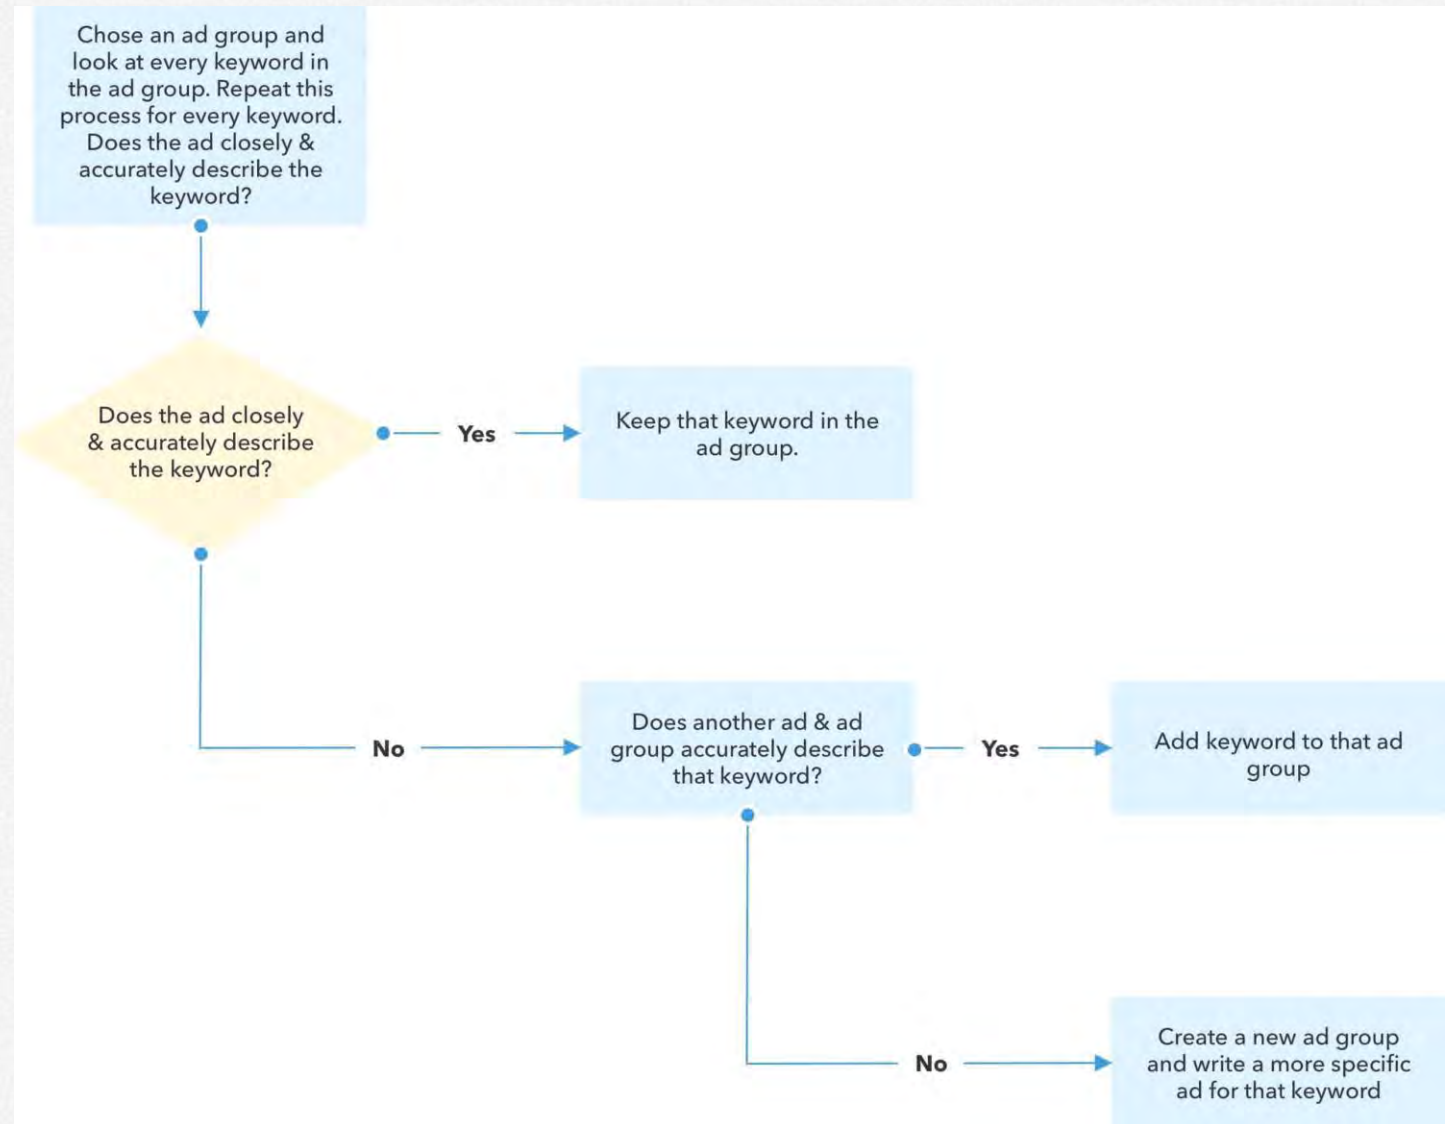 Chose an ad group and
look at every keyword in
the ad group. Repeat this
process for every keyword.
Does the ad closely &
accurately describe the
keyword?
Does the ad closely
& accurately describe
the keyword?
Yes
Keep that keyword in the
ad group.
No
Does another ad & ad
group accurately describe
that keyword?
Yes
Add keyword to that ad
group
No
Create a new ad group
and write a more specific
ad for that keyword